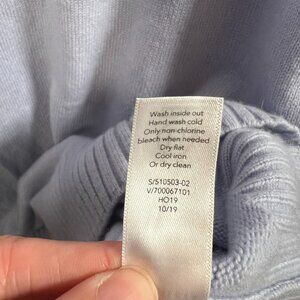 Wash inside out
Hand wash cold
Only non-chlorine
bleach when needed
Dry flat
Cool iron
Or dry clean
S/510503-02
V/700067101
HO19
10/19